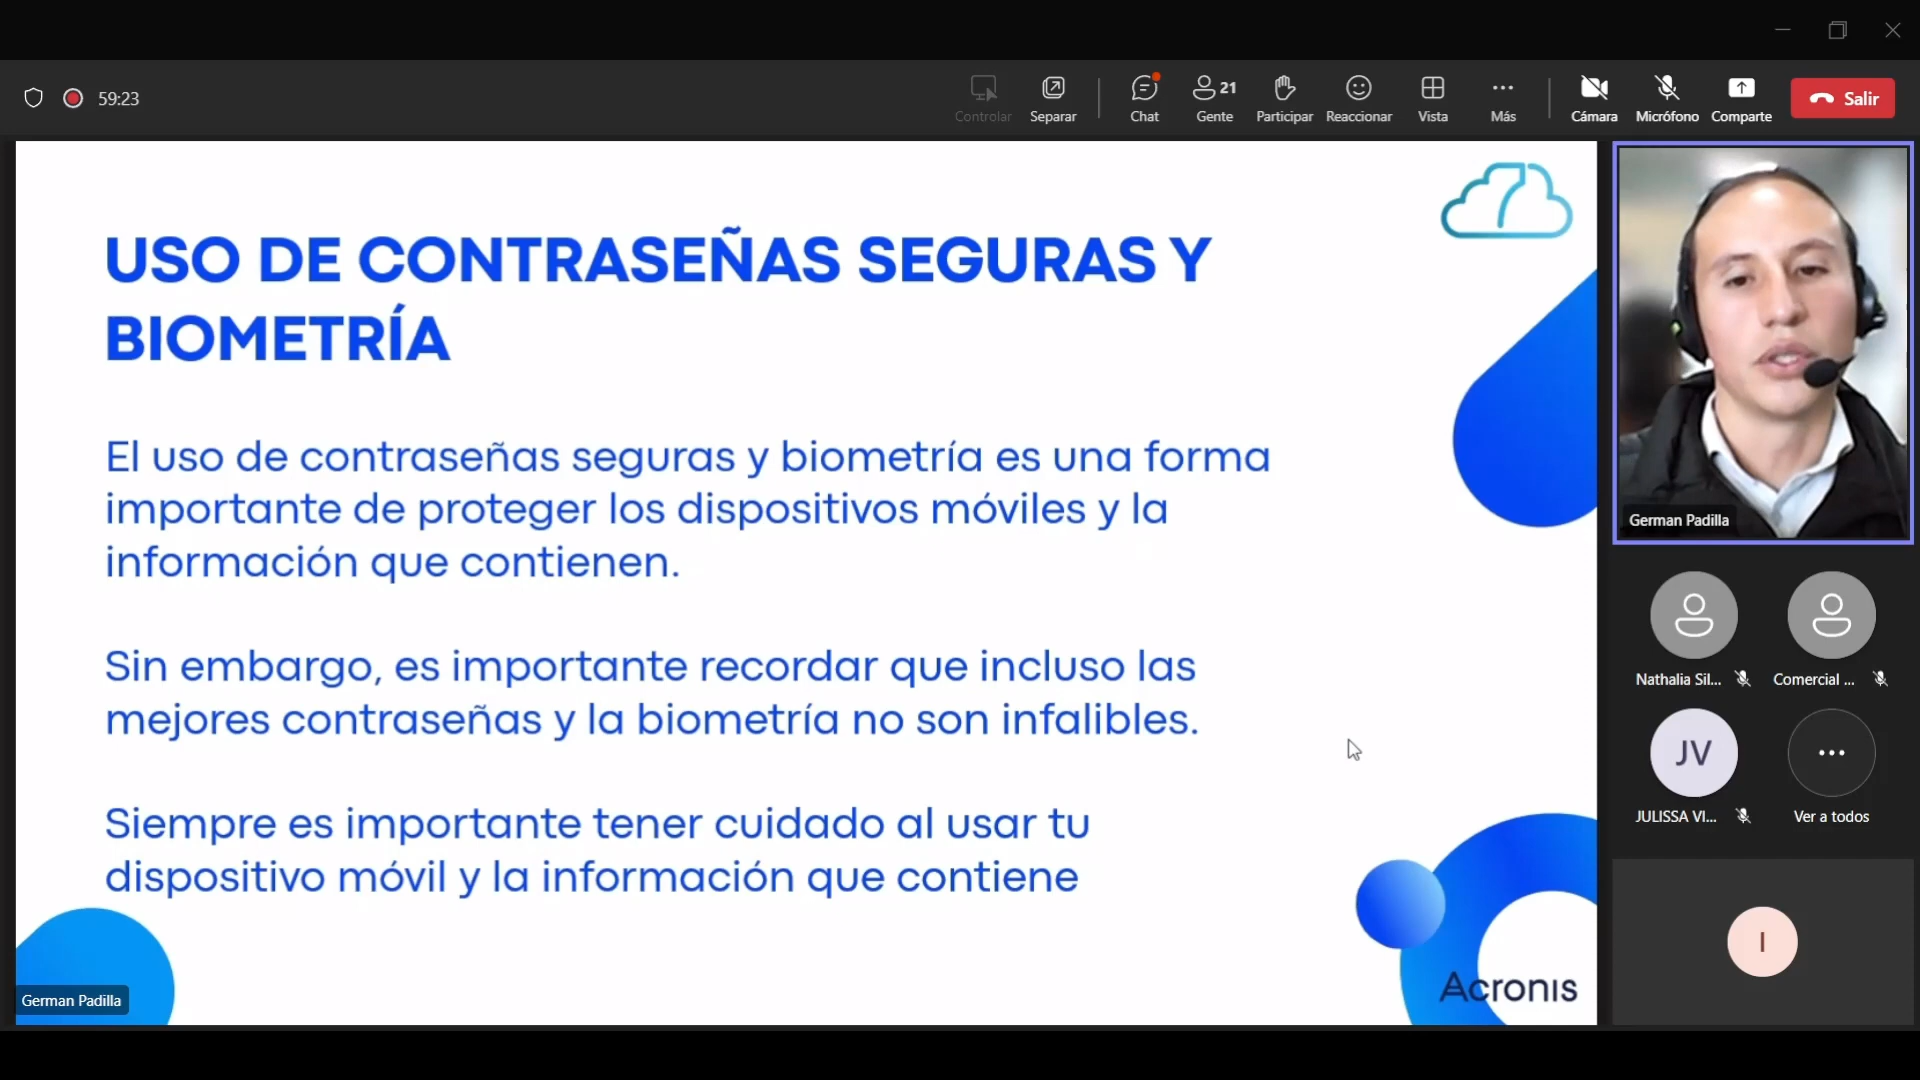 59:23
Controlar
Separar
Chat
21
Gente
Participar
Reaccionar
Vista
Más
Cámara
Micrófono
Comparte
Salir
USO DE CONTRASEÑAS SEGURAS Y
BIOMETRÍA
El uso de contraseñas seguras y biometría es una forma
importante de proteger los dispositivos móviles y la
información que contienen.
Sin embargo, es importante recordar que incluso las
mejores contraseñas y la biometría no son infalibles.
Siempre es importante tener cuidado al usar tu
dispositivo móvil y la información que contiene
7
Acronis
German Padilla
German Padilla
Nathalia Sil...
Comercial ...
JV
JULISSA VI...
Ver a todos
I